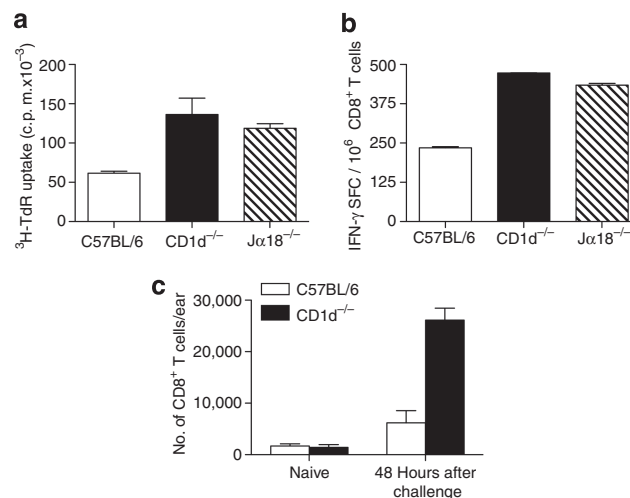 a
³H-TdR uptake (c.p. m.x10⁻³)
200
150
100
50
0
C57BL/6 CD1d⁻/⁻ Jα18⁻/⁻
b
IFN-γ SFC / 10⁶ CD8⁺ T cells
500
375
250
125
0
C57BL/6 CD1d⁻/⁻ Jα18⁻/⁻
c
No. of CD8⁺ T cells/ear
30,000
20,000
10,000
0
C57BL/6
CD1d⁻/⁻
Naive 48 Hours after
challenge